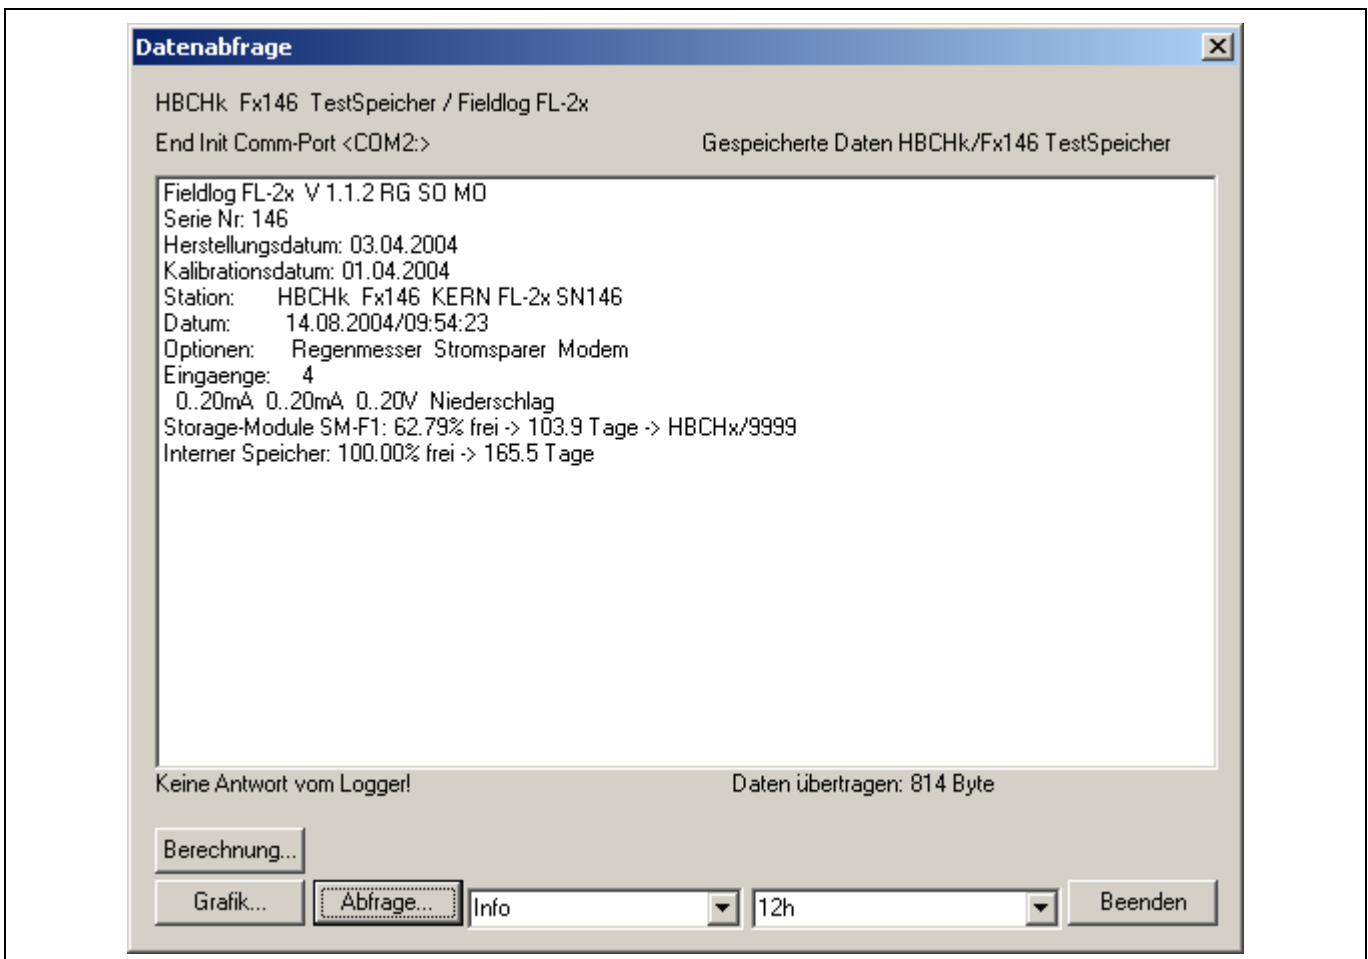 Datenabfrage
HBCHk Fx146 TestSpeicher / Fieldlog FL-2x
End Init Comm-Port <COM2:> Gespeicherte Daten HBCHk/Fx146 TestSpeicher
Fieldlog FL-2x V 1.1.2 RG SO MO
Serie Nr: 146
Herstellungsdatum: 03.04.2004
Kalibrationsdatum: 01.04.2004
Station: HBCHk Fx146 KERN FL-2x SN146
Datum: 14.08.2004/09:54:23
Optionen: Regenmesser Stromsparer Modem
Eingaenge: 4
0..20mA 0..20mA 0..20V Niederschlag
Storage-Module SM-F1: 62.79% frei -> 103.9 Tage -> HBCHx/9999
Interner Speicher: 100.00% frei -> 165.5 Tage
Keine Antwort vom Logger! Daten übertragen: 814 Byte
Berechnung...
Grafik... Abfrage... Info 12h Beenden